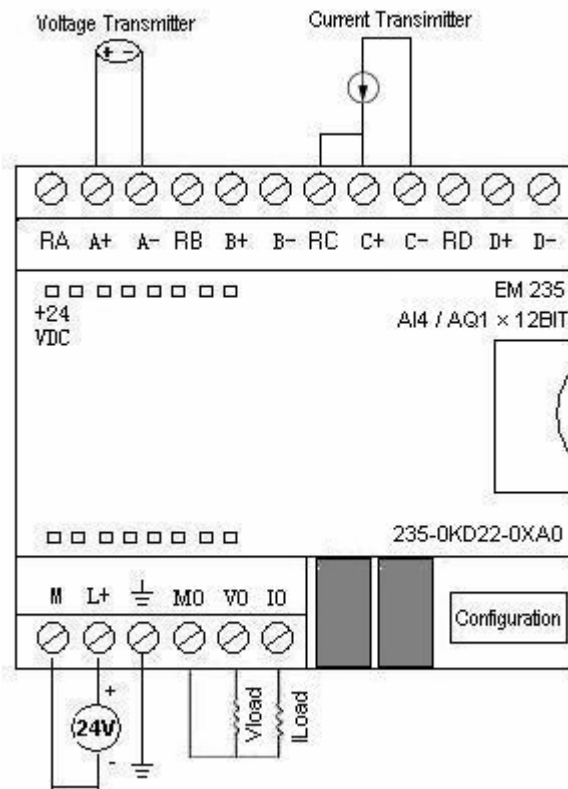 Voltage Transmitter
Current Transimitter
+ -
RA A+ A- RB B+ B- RC C+ C- RD D+ D-
+24
VDC
EM 235
AI4 / AQ1 × 12BIT
235-0KD22-0XA0
M L+ M0 V0 I0
Configuration
+
24V
-
Vload
ILoad